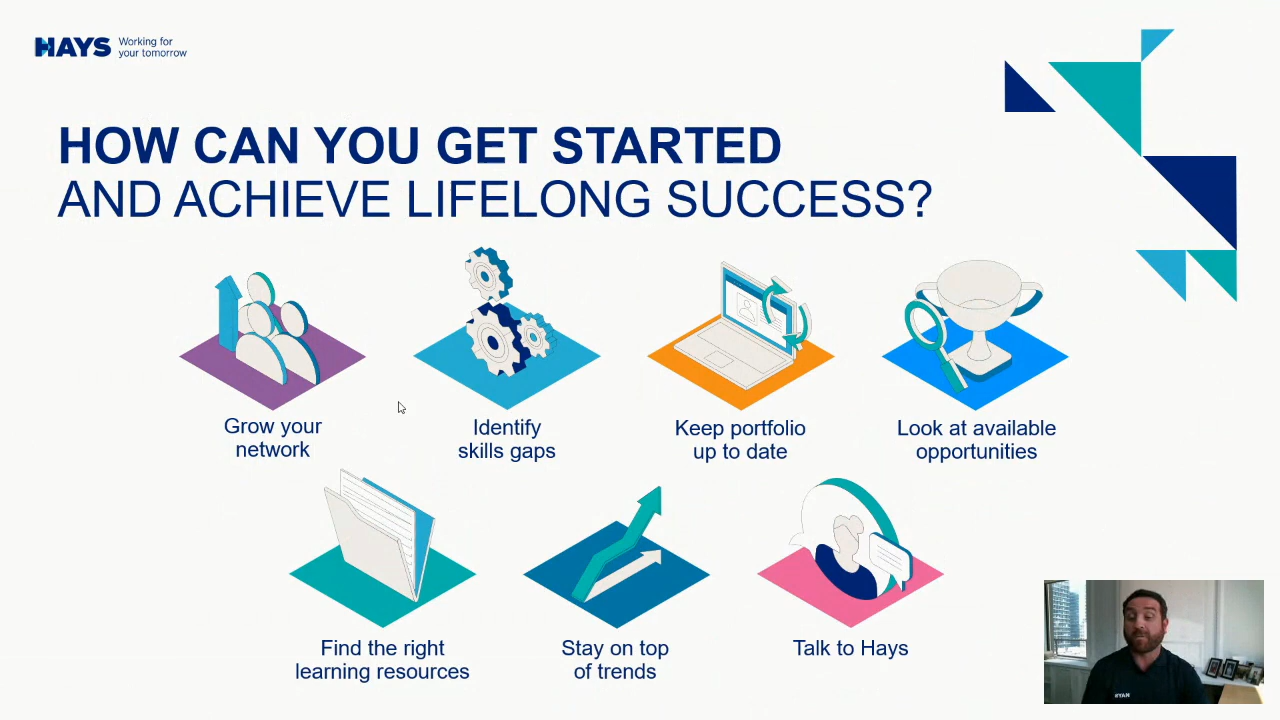 HAYS
Working for
your tomorrow
HOW CAN YOU GET STARTED
AND ACHIEVE LIFELONG SUCCESS?
Grow your
network
Identify
skills gaps
Keep portfolio
up to date
Look at available
opportunities
Find the right
learning resources
Stay on top
of trends
Talk to Hays
RYAN